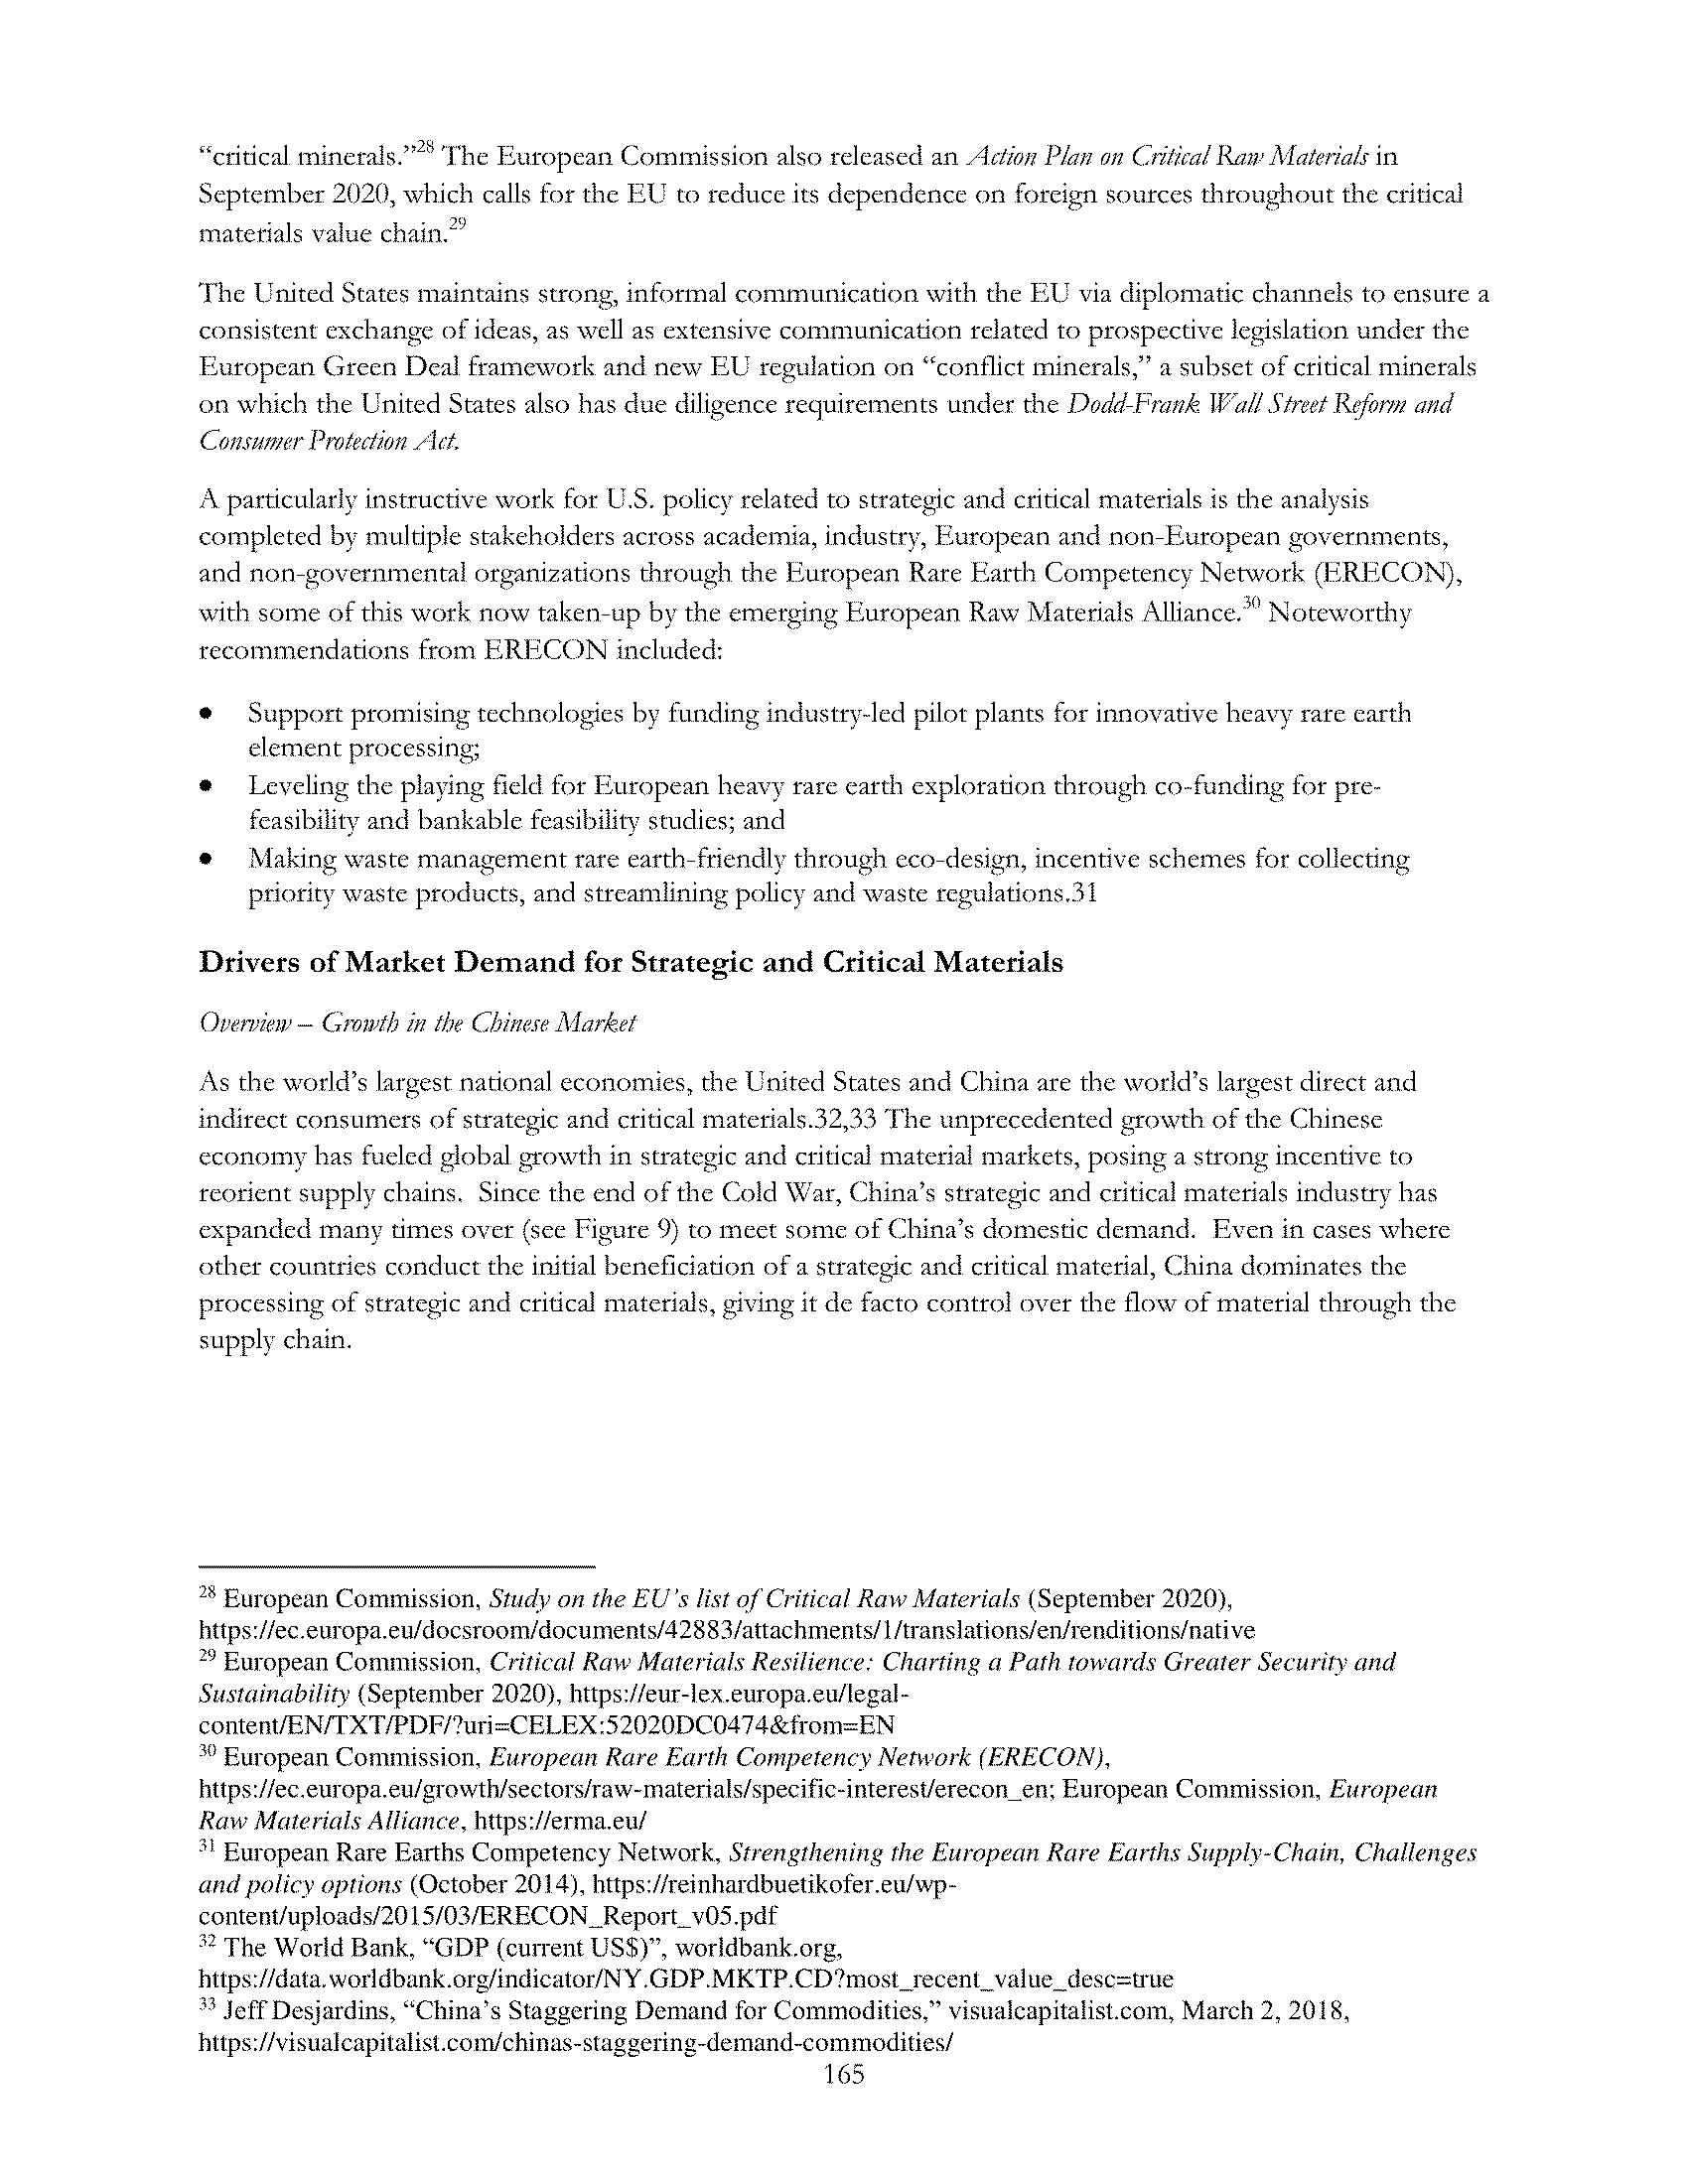 “critical minerals.”28 The European Commission also released an Action Plan on Critical Raw Materials in
September 2020, which calls for the EU to reduce its dependence on foreign sources throughout the critical
materials value chain.29
The United States maintains strong, informal communication with the EU via diplomatic channels to ensure a
consistent exchange of ideas, as well as extensive communication related to prospective legislation under the
European Green Deal framework and new EU regulation on “conflict minerals,” a subset of critical minerals
on which the United States also has due diligence requirements under the Dodd-Frank Wall Street Reform and
Consumer Protection Act.
A particularly instructive work for U.S. policy related to strategic and critical materials is the analysis
completed by multiple stakeholders across academia, industry, European and non-European governments,
and non-governmental organizations through the European Rare Earth Competency Network (ERECON),
with some of this work now taken-up by the emerging European Raw Materials Alliance.30 Noteworthy
recommendations from ERECON included:
• Support promising technologies by funding industry-led pilot plants for innovative heavy rare earth
element processing;
• Leveling the playing field for European heavy rare earth exploration through co-funding for pre-
feasibility and bankable feasibility studies; and
• Making waste management rare earth-friendly through eco-design, incentive schemes for collecting
priority waste products, and streamlining policy and waste regulations.31
Drivers of Market Demand for Strategic and Critical Materials
Overview – Growth in the Chinese Market
As the world’s largest national economies, the United States and China are the world’s largest direct and
indirect consumers of strategic and critical materials.32,33 The unprecedented growth of the Chinese
economy has fueled global growth in strategic and critical material markets, posing a strong incentive to
reorient supply chains.  Since the end of the Cold War, China’s strategic and critical materials industry has
expanded many times over (see Figure 9) to meet some of China’s domestic demand.  Even in cases where
other countries conduct the initial beneficiation of a strategic and critical material, China dominates the
processing of strategic and critical materials, giving it de facto control over the flow of material through the
supply chain.
28 European Commission, Study on the EU’s list of Critical Raw Materials (September 2020),
https://ec.europa.eu/docsroom/documents/42883/attachments/1/translations/en/renditions/native
29 European Commission, Critical Raw Materials Resilience: Charting a Path towards Greater Security and
Sustainability (September 2020), https://eur-lex.europa.eu/legal-
content/EN/TXT/PDF/?uri=CELEX:52020DC0474&from=EN
30 European Commission, European Rare Earth Competency Network (ERECON),
https://ec.europa.eu/growth/sectors/raw-materials/specific-interest/erecon_en; European Commission, European
Raw Materials Alliance, https://erma.eu/
31 European Rare Earths Competency Network, Strengthening the European Rare Earths Supply-Chain, Challenges
and policy options (October 2014), https://reinhardbuetikofer.eu/wp-
content/uploads/2015/03/ERECON_Report_v05.pdf
32 The World Bank, “GDP (current US$)”, worldbank.org,
https://data.worldbank.org/indicator/NY.GDP.MKTP.CD?most_recent_value_desc=true
33 Jeff Desjardins, “China’s Staggering Demand for Commodities,” visualcapitalist.com, March 2, 2018,
https://visualcapitalist.com/chinas-staggering-demand-commodities/
165